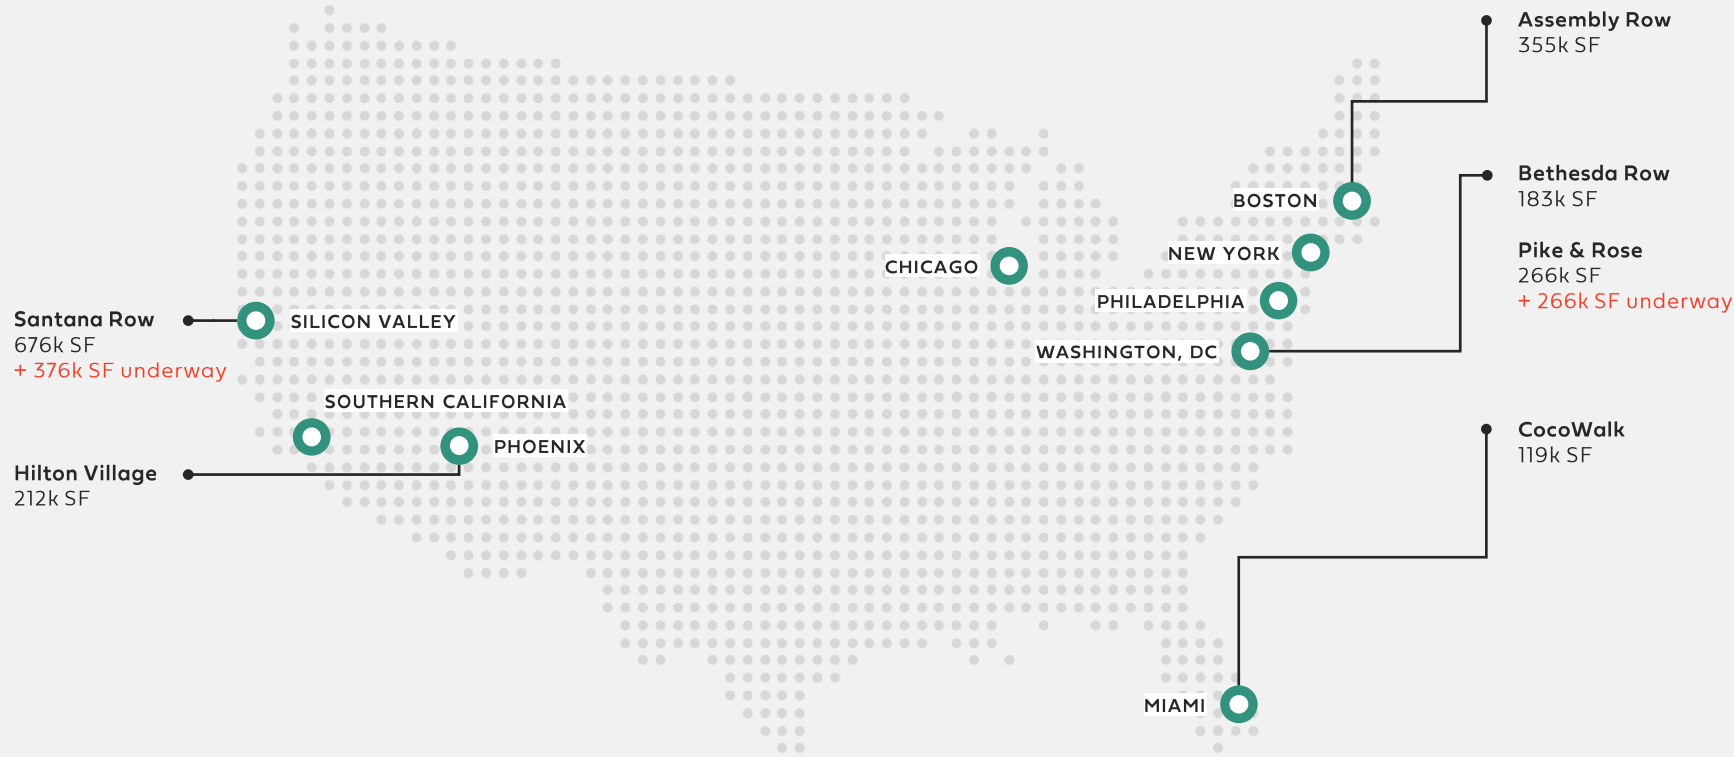 Assembly Row
355k SF
Bethesda Row
183k SF
BOSTON
Pike & Rose
266k SF
+ 266k SF underway
NEW YORK
CHICAGO
PHILADELPHIA
Santana Row
676k SF
+ 376k SF underway
SILICON VALLEY
WASHINGTON, DC
SOUTHERN CALIFORNIA
PHOENIX
CocoWalk
119k SF
Hilton Village
212k SF
MIAMI